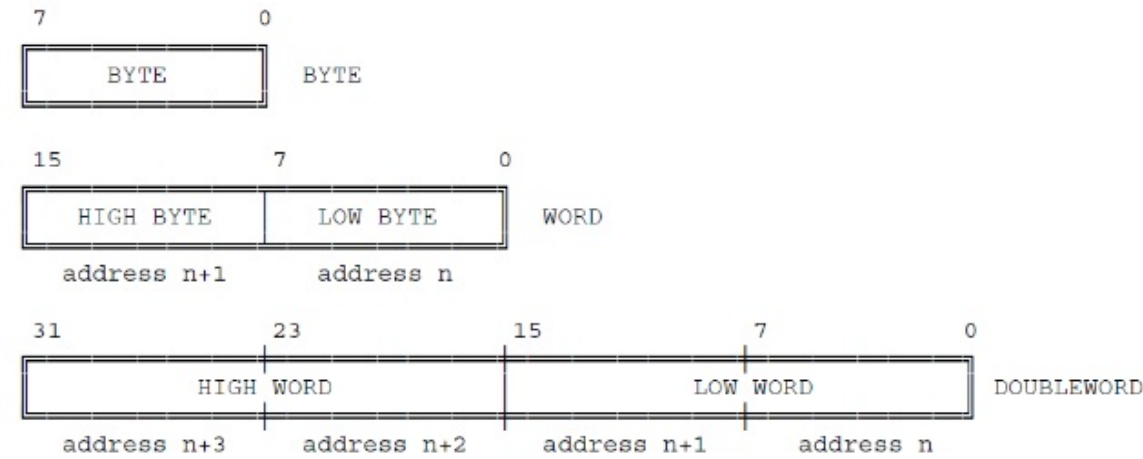 7 0
BYTE BYTE
15 7 0
HIGH BYTE LOW BYTE WORD
address n+1 address n
31 23 15 7 0
HIGH WORD LOW WORD DOUBLEWORD
address n+3 address n+2 address n+1 address n